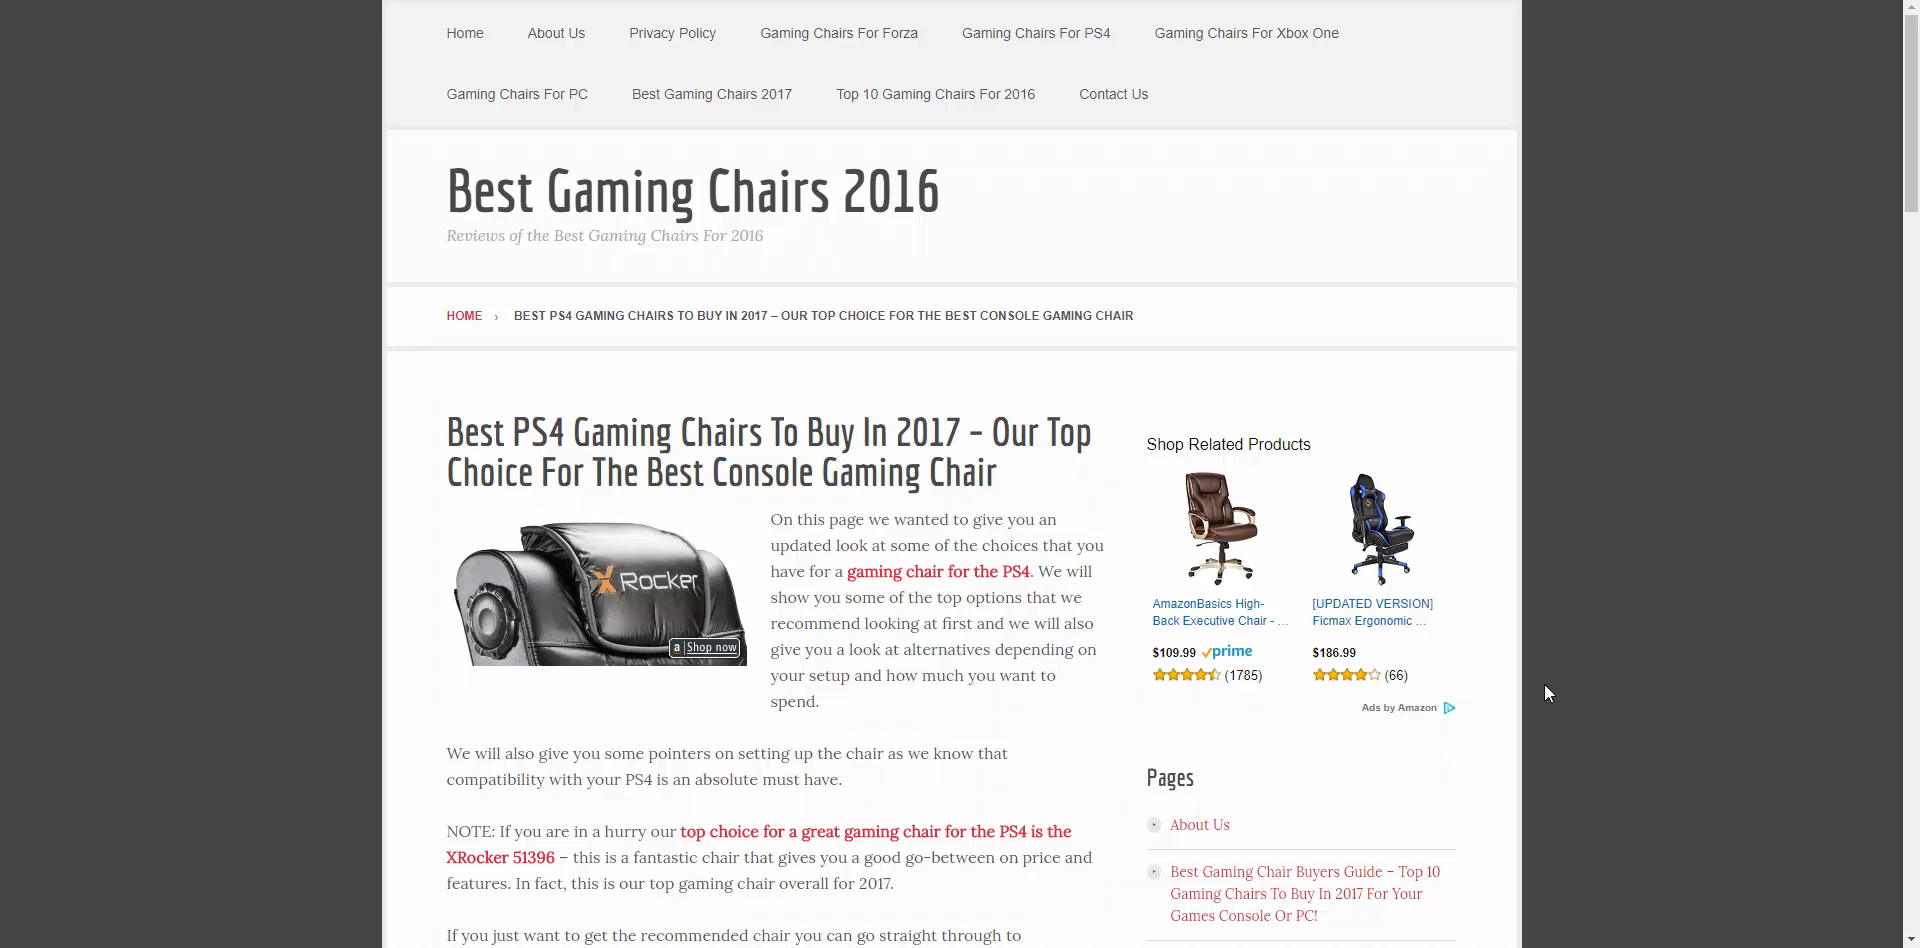 Home About Us Privacy Policy Gaming Chairs For Forza Gaming Chairs For PS4 Gaming Chairs For Xbox One
Gaming Chairs For PC Best Gaming Chairs 2017 Top 10 Gaming Chairs For 2016 Contact Us
Best Gaming Chairs 2016
Reviews of the Best Gaming Chairs For 2016
HOME › BEST PS4 GAMING CHAIRS TO BUY IN 2017 – OUR TOP CHOICE FOR THE BEST CONSOLE GAMING CHAIR
Best PS4 Gaming Chairs To Buy In 2017 – Our Top
Choice For The Best Console Gaming Chair
X Rocker
a Shop now
On this page we wanted to give you an
updated look at some of the choices that you
have for a gaming chair for the PS4. We will
show you some of the top options that we
recommend looking at first and we will also
give you a look at alternatives depending on
your setup and how much you want to
spend.
We will also give you some pointers on setting up the chair as we know that
compatibility with your PS4 is an absolute must have.
NOTE: If you are in a hurry our top choice for a great gaming chair for the PS4 is the
XRocker 51396 – this is a fantastic chair that gives you a good go-between on price and
features. In fact, this is our top gaming chair overall for 2017.
If you just want to get the recommended chair you can go straight through to
Shop Related Products
AmazonBasics High-
Back Executive Chair - ...
$109.99 prime
(1785)
[UPDATED VERSION]
Ficmax Ergonomic ...
$186.99
(66)
Ads by Amazon
Pages
About Us
Best Gaming Chair Buyers Guide – Top 10
Gaming Chairs To Buy In 2017 For Your
Games Console Or PC!